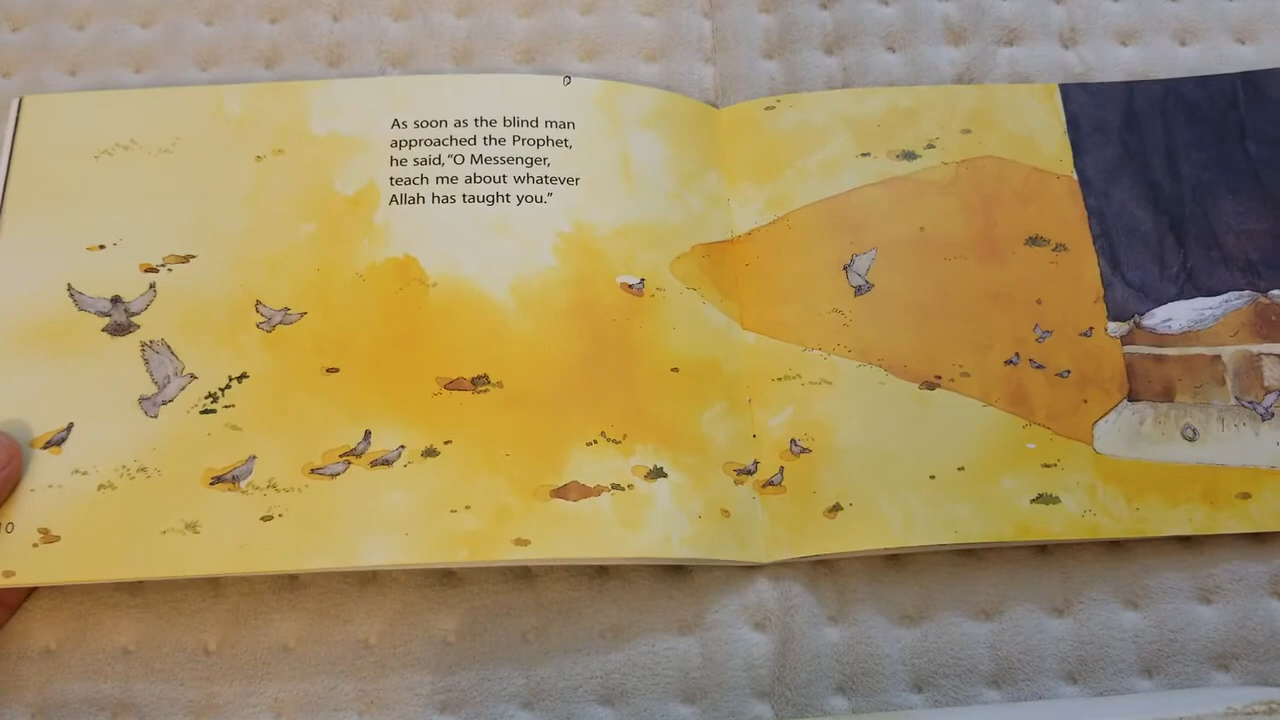 As soon as the blind man
approached the Prophet,
he said, “O Messenger,
teach me about whatever
Allah has taught you.”
10